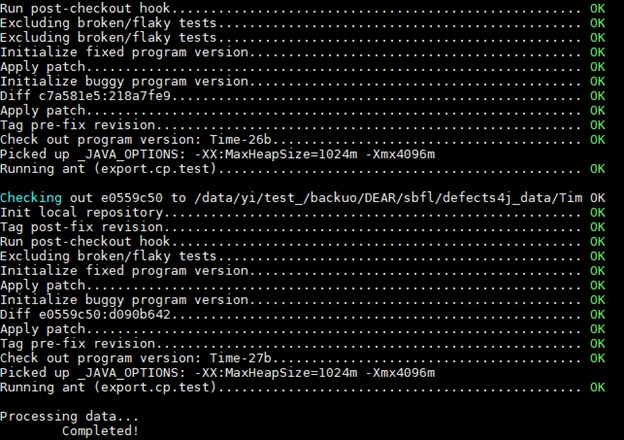 Run post-checkout hook................................................... OK
Excluding broken/flaky tests............................................. OK
Excluding broken/flaky tests............................................. OK
Initialize fixed program version......................................... OK
Apply patch.............................................................. OK
Initialize buggy program version......................................... OK
Diff c7a581e5:218a7fe9................................................... OK
Apply patch.............................................................. OK
Tag pre-fix revision..................................................... OK
Check out program version: Time-26b...................................... OK
Picked up _JAVA_OPTIONS: -XX:MaxHeapSize=1024m -Xmx4096m
Running ant (export.cp.test)............................................. OK
Checking out e0559c50 to /data/yi/test_/backuo/DEAR/sbfl/defects4j_data/Tim OK
Init local repository.................................................... OK
Tag post-fix revision.................................................... OK
Run post-checkout hook................................................... OK
Excluding broken/flaky tests............................................. OK
Initialize fixed program version......................................... OK
Apply patch.............................................................. OK
Initialize buggy program version......................................... OK
Diff e0559c50:d090b642................................................... OK
Apply patch.............................................................. OK
Tag pre-fix revision..................................................... OK
Check out program version: Time-27b...................................... OK
Picked up _JAVA_OPTIONS: -XX:MaxHeapSize=1024m -Xmx4096m
Running ant (export.cp.test)............................................. OK
Processing data...
Completed!